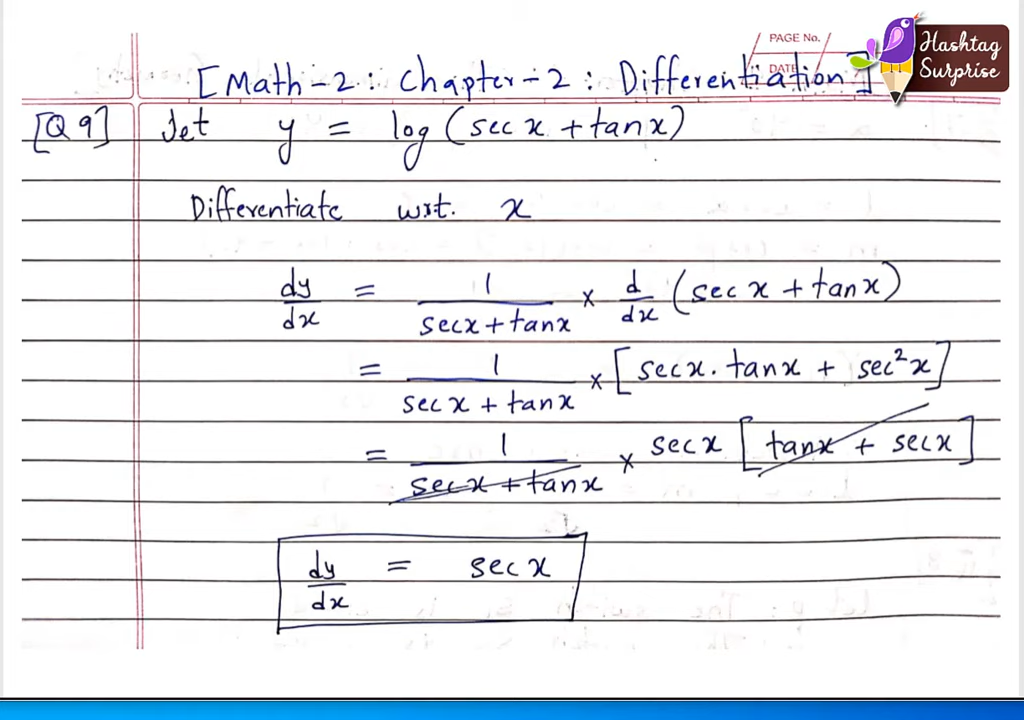 PAGE No.
DATE
Hashtag
Surprise
[Math-2 : Chapter-2 : Differentiation]
[Q 9] Let y = log (sec x + tan x)
Differentiate wrt. x
dy/dx = 1/(sec x + tan x) × d/dx (sec x + tan x)
= 1/(sec x + tan x) × [sec x . tan x + sec²x]
= 1/(sec x + tan x) × sec x [tan x + sec x]
dy/dx = sec x